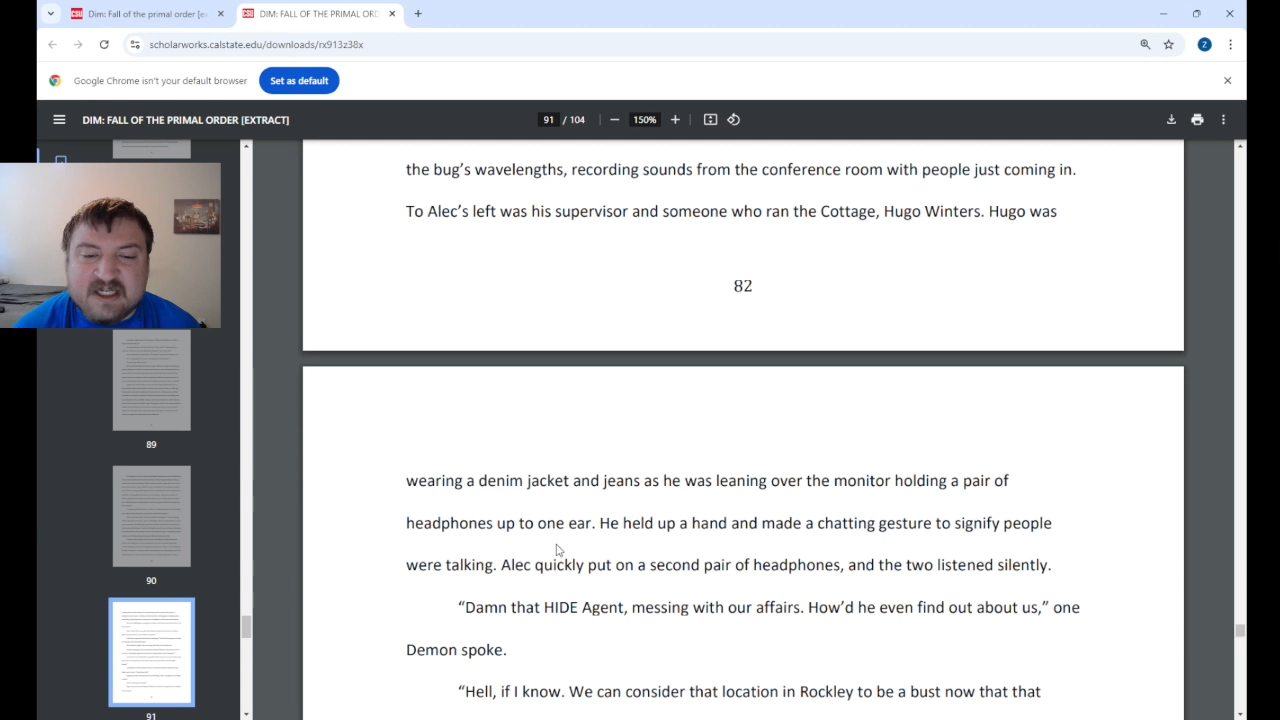 DIM: Fall of the primal order [ex
DIM: FALL OF THE PRIMAL ORD
scholarworks.calstate.edu/downloads/rx913z38x
Z
Google Chrome isn't your default browser
Set as default
DIM: FALL OF THE PRIMAL ORDER [EXTRACT]
91 / 104
150%
the bug’s wavelengths, recording sounds from the conference room with people just coming in.
To Alec’s left was his supervisor and someone who ran the Cottage, Hugo Winters. Hugo was
82
wearing a denim jacket and jeans as he was leaning over the monitor holding a pair of
headphones up to one ear. He held up a hand and made a chatting gesture to signify people
were talking. Alec quickly put on a second pair of headphones, and the two listened silently.
“Damn that HIDE Agent, messing with our affairs. How’d he even find out about us,” one
Demon spoke.
“Hell, if I know. We can consider that location in Rockley to be a bust now that that
89
90
91